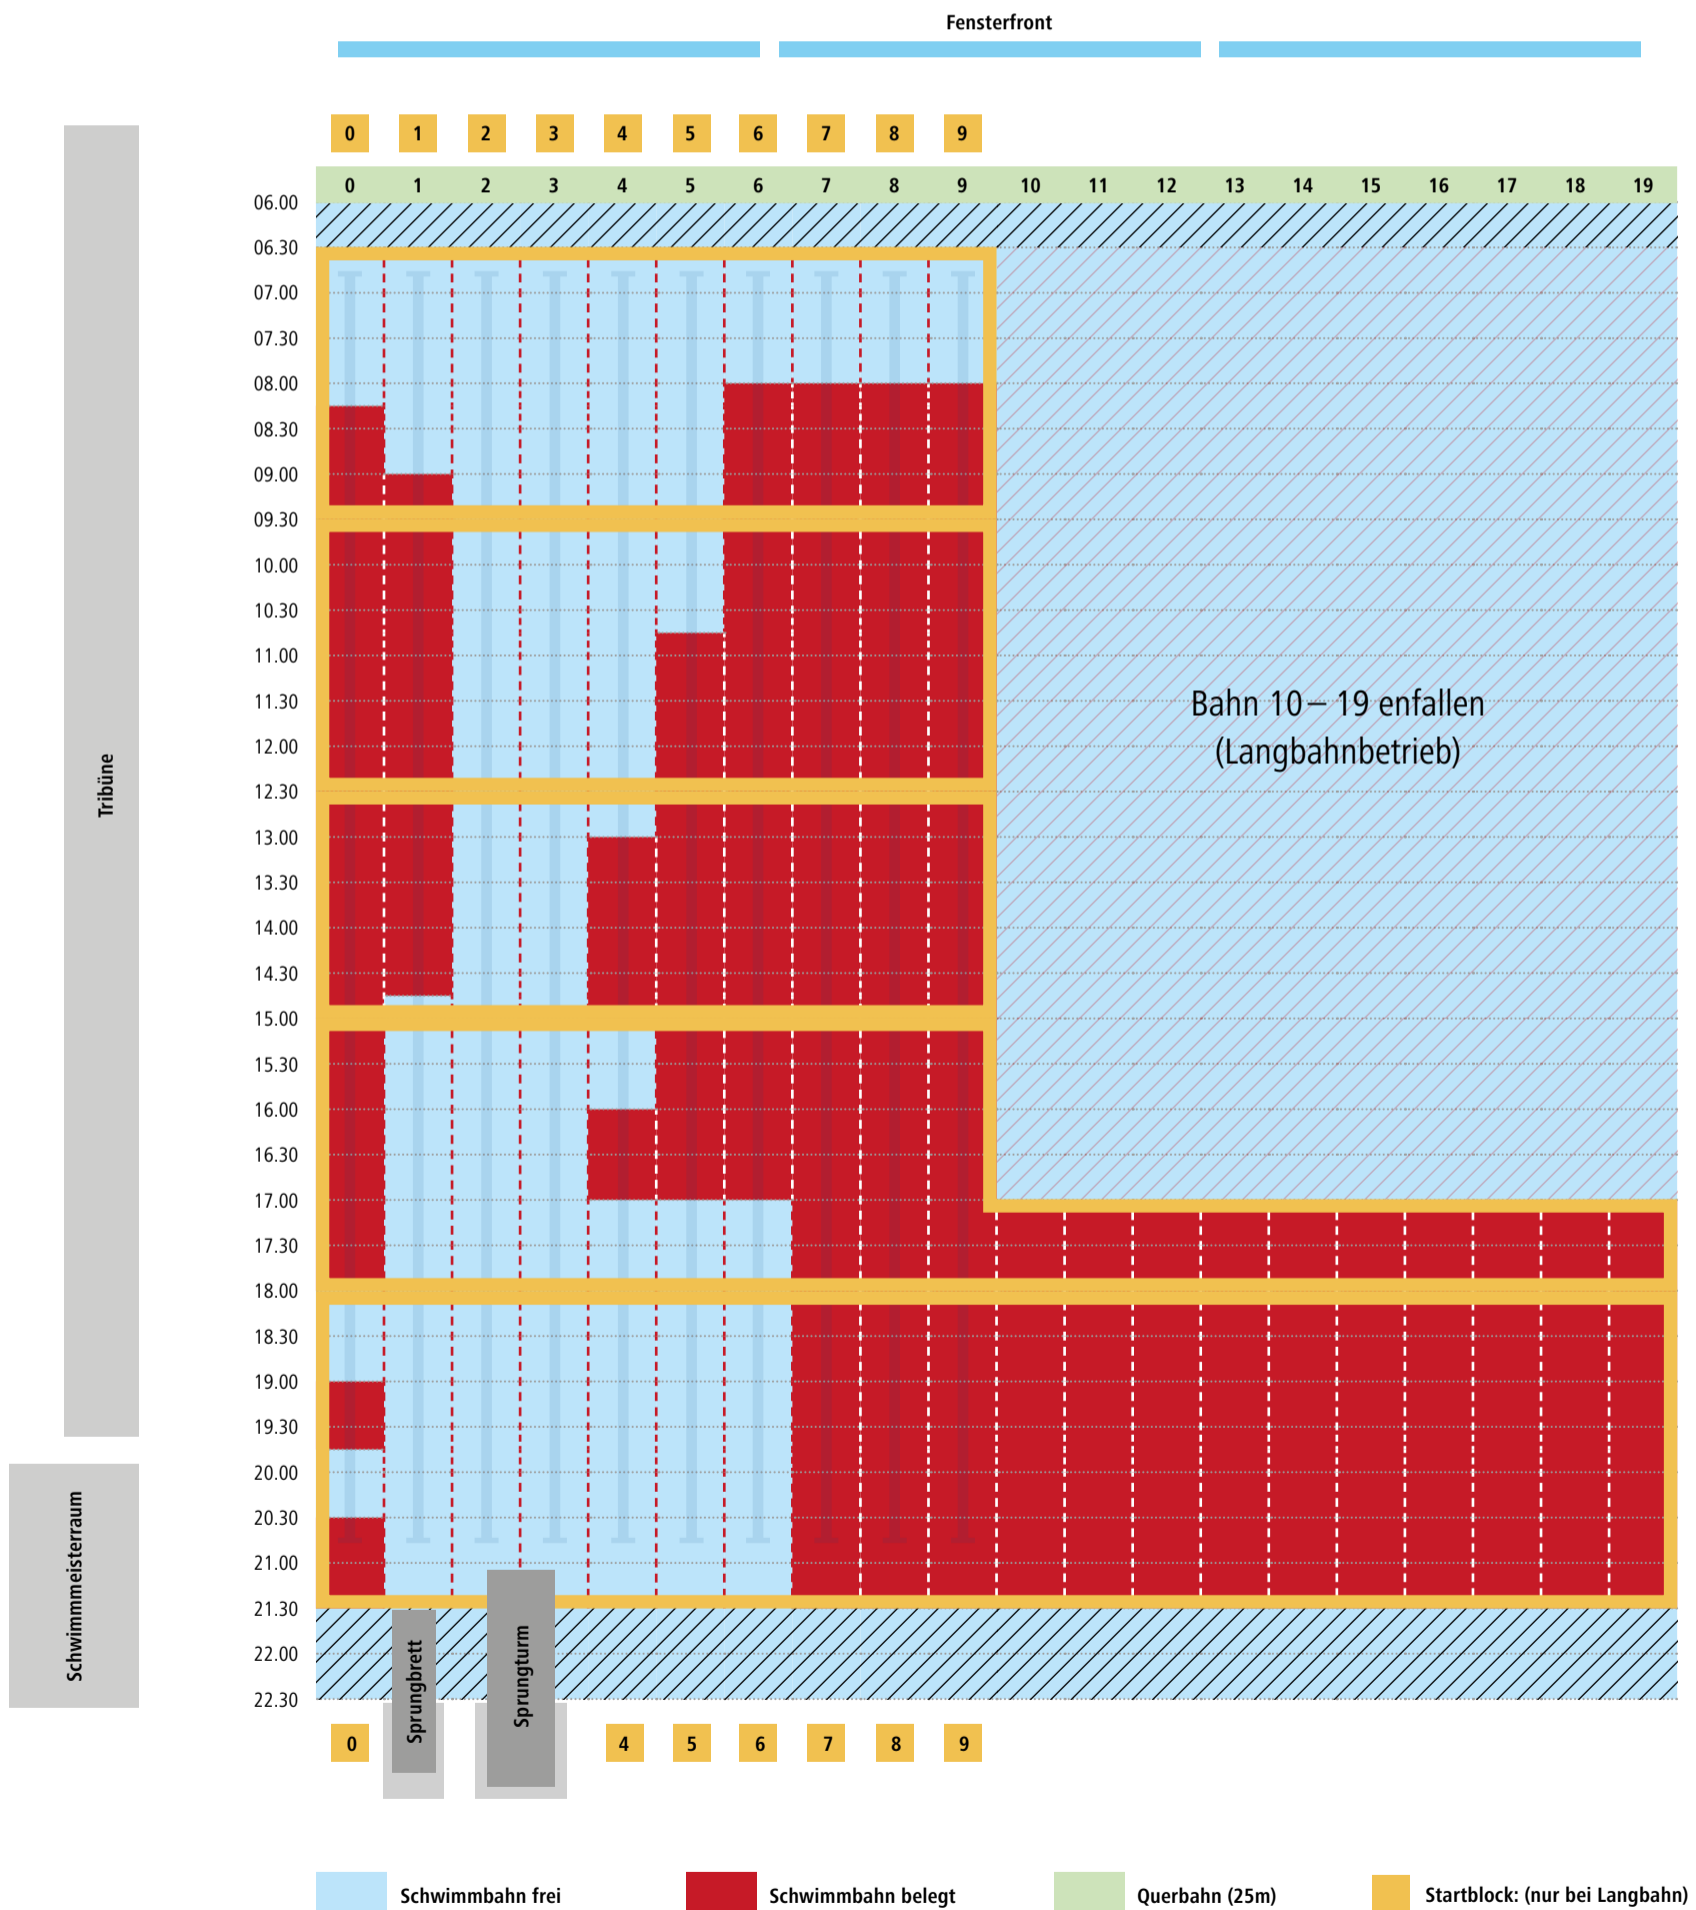 Fensterfront
0 1 2 3 4 5 6 7 8 9
0 1 2 3 4 5 6 7 8 9 10 11 12 13 14 15 16 17 18 19
06.00
06.30
07.00
07.30
08.00
08.30
09.00
09.30
10.00
10.30
11.00
11.30
12.00
12.30
13.00
13.30
14.00
14.30
15.00
15.30
16.00
16.30
17.00
17.30
18.00
18.30
19.00
19.30
20.00
20.30
21.00
21.30
22.00
22.30
Bahn 10 – 19 enfallen
(Langbahnbetrieb)
Tribüne
Schwimmmeisterraum
Sprungbrett
Sprungturm
0 4 5 6 7 8 9
Schwimmbahn frei
Schwimmbahn belegt
Querbahn (25m)
Startblock: (nur bei Langbahn)